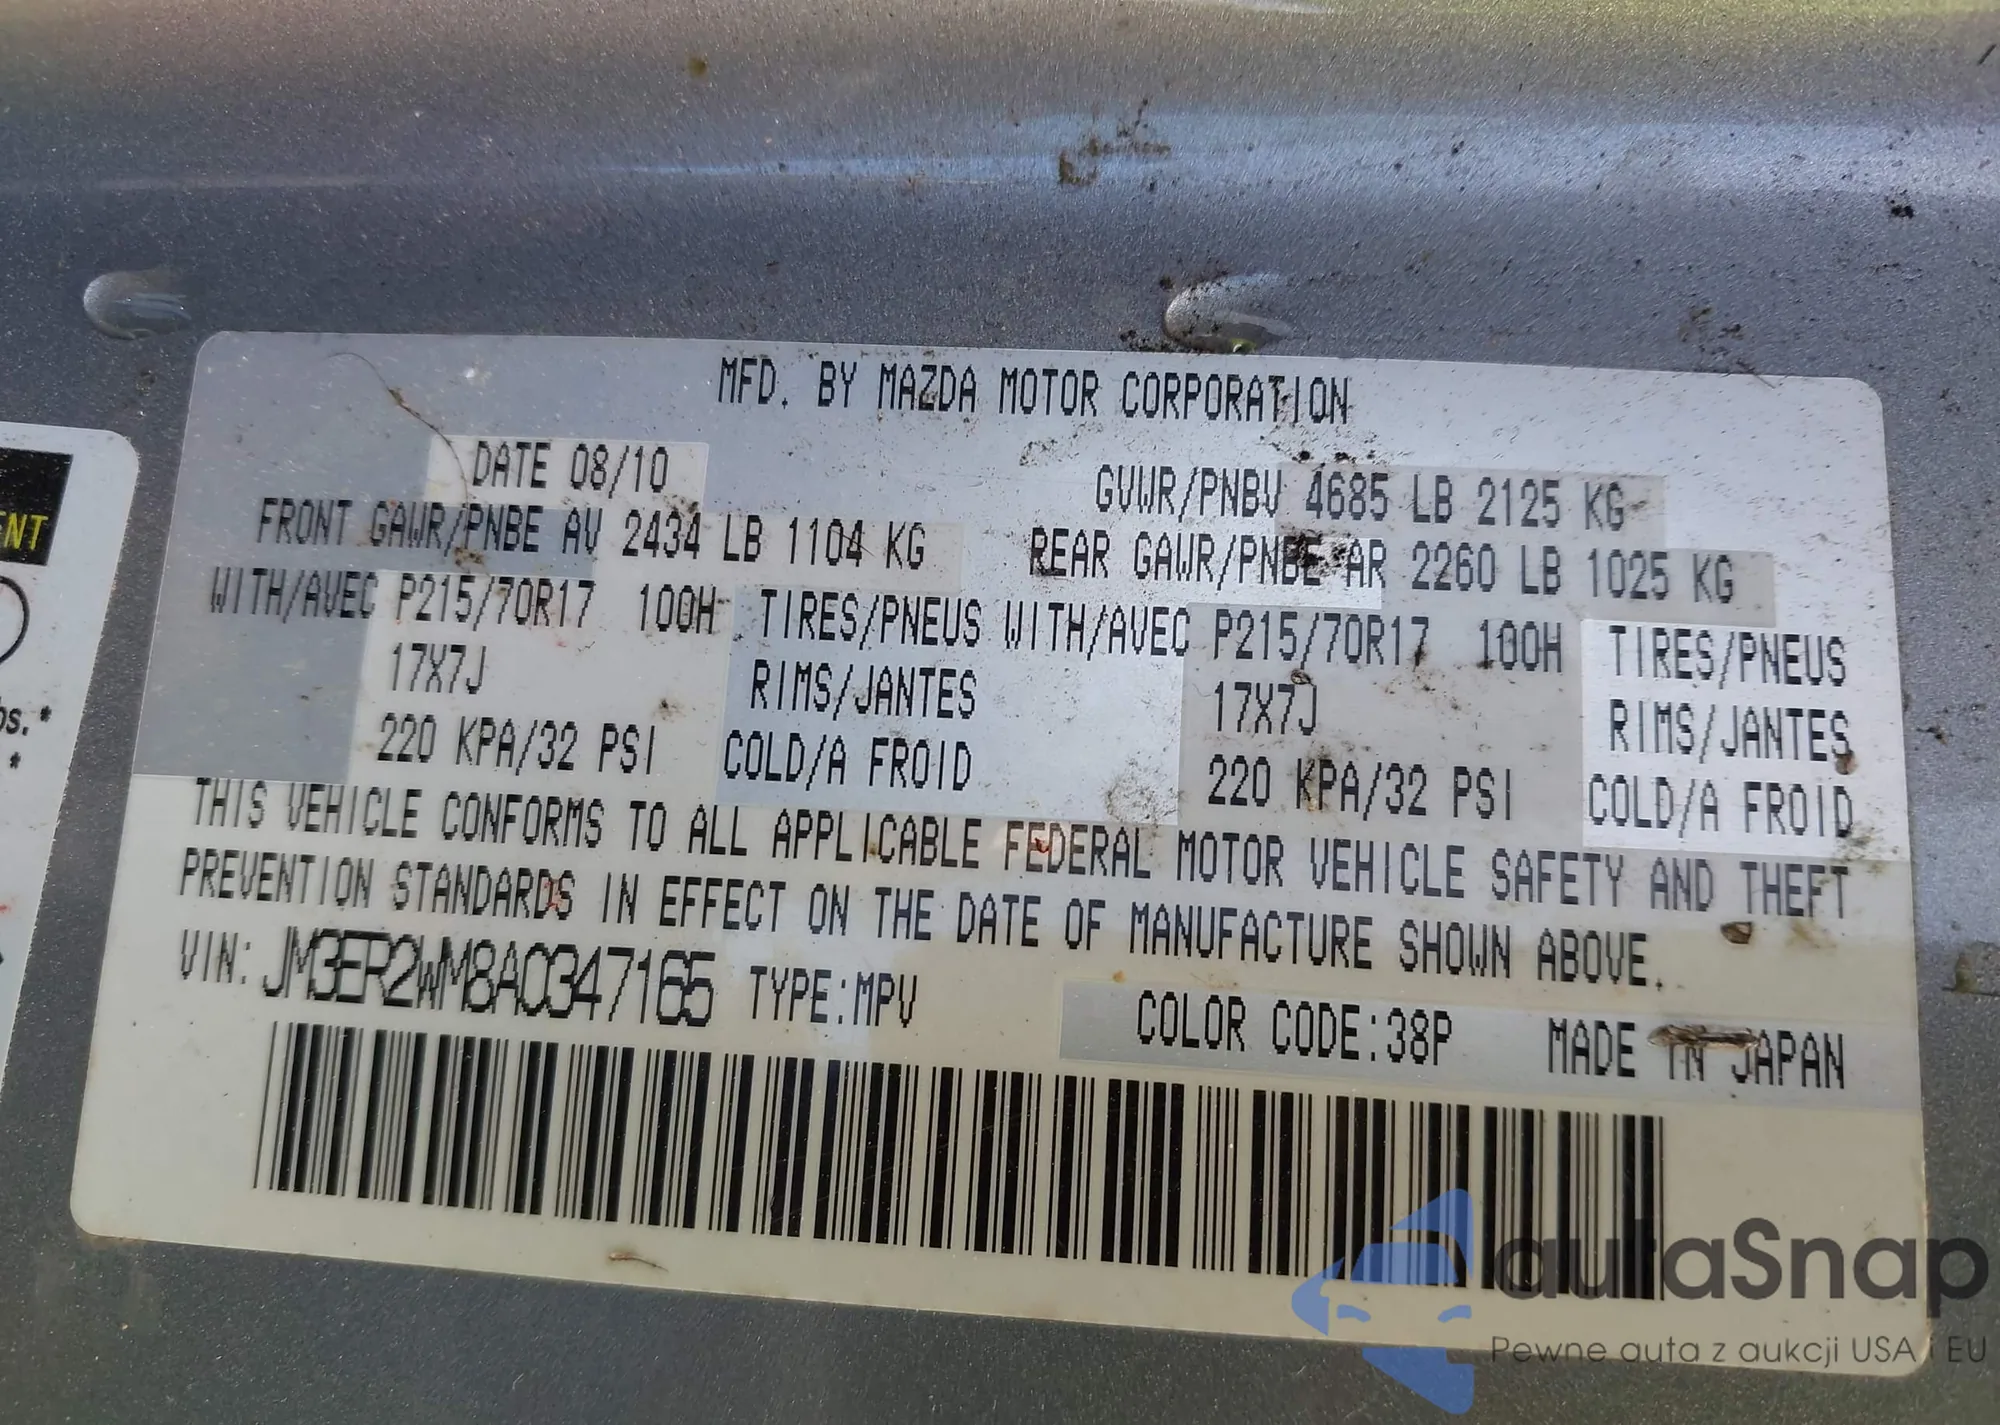 MFD. BY MAZDA MOTOR CORPORATION
DATE 08/10
GVWR/PNBV 4685 LB 2125 KG
FRONT GAWR/PNBE AV 2434 LB 1104 KG
REAR GAWR/PNBE AR 2260 LB 1025 KG
WITH/AVEC P215/70R17 100H TIRES/PNEUS WITH/AVEC P215/70R17 100H TIRES/PNEUS
17X7J RIMS/JANTES 17X7J RIMS/JANTES
220 KPA/32 PSI COLD/A FROID 220 KPA/32 PSI COLD/A FROID
THIS VEHICLE CONFORMS TO ALL APPLICABLE FEDERAL MOTOR VEHICLE SAFETY AND THEFT
PREVENTION STANDARDS IN EFFECT ON THE DATE OF MANUFACTURE SHOWN ABOVE.
VIN: JM3ER2WM8A0347165 TYPE:MPV
COLOR CODE:38P MADE IN JAPAN
autaSnap
Pewne auta z aukcji USA i EU